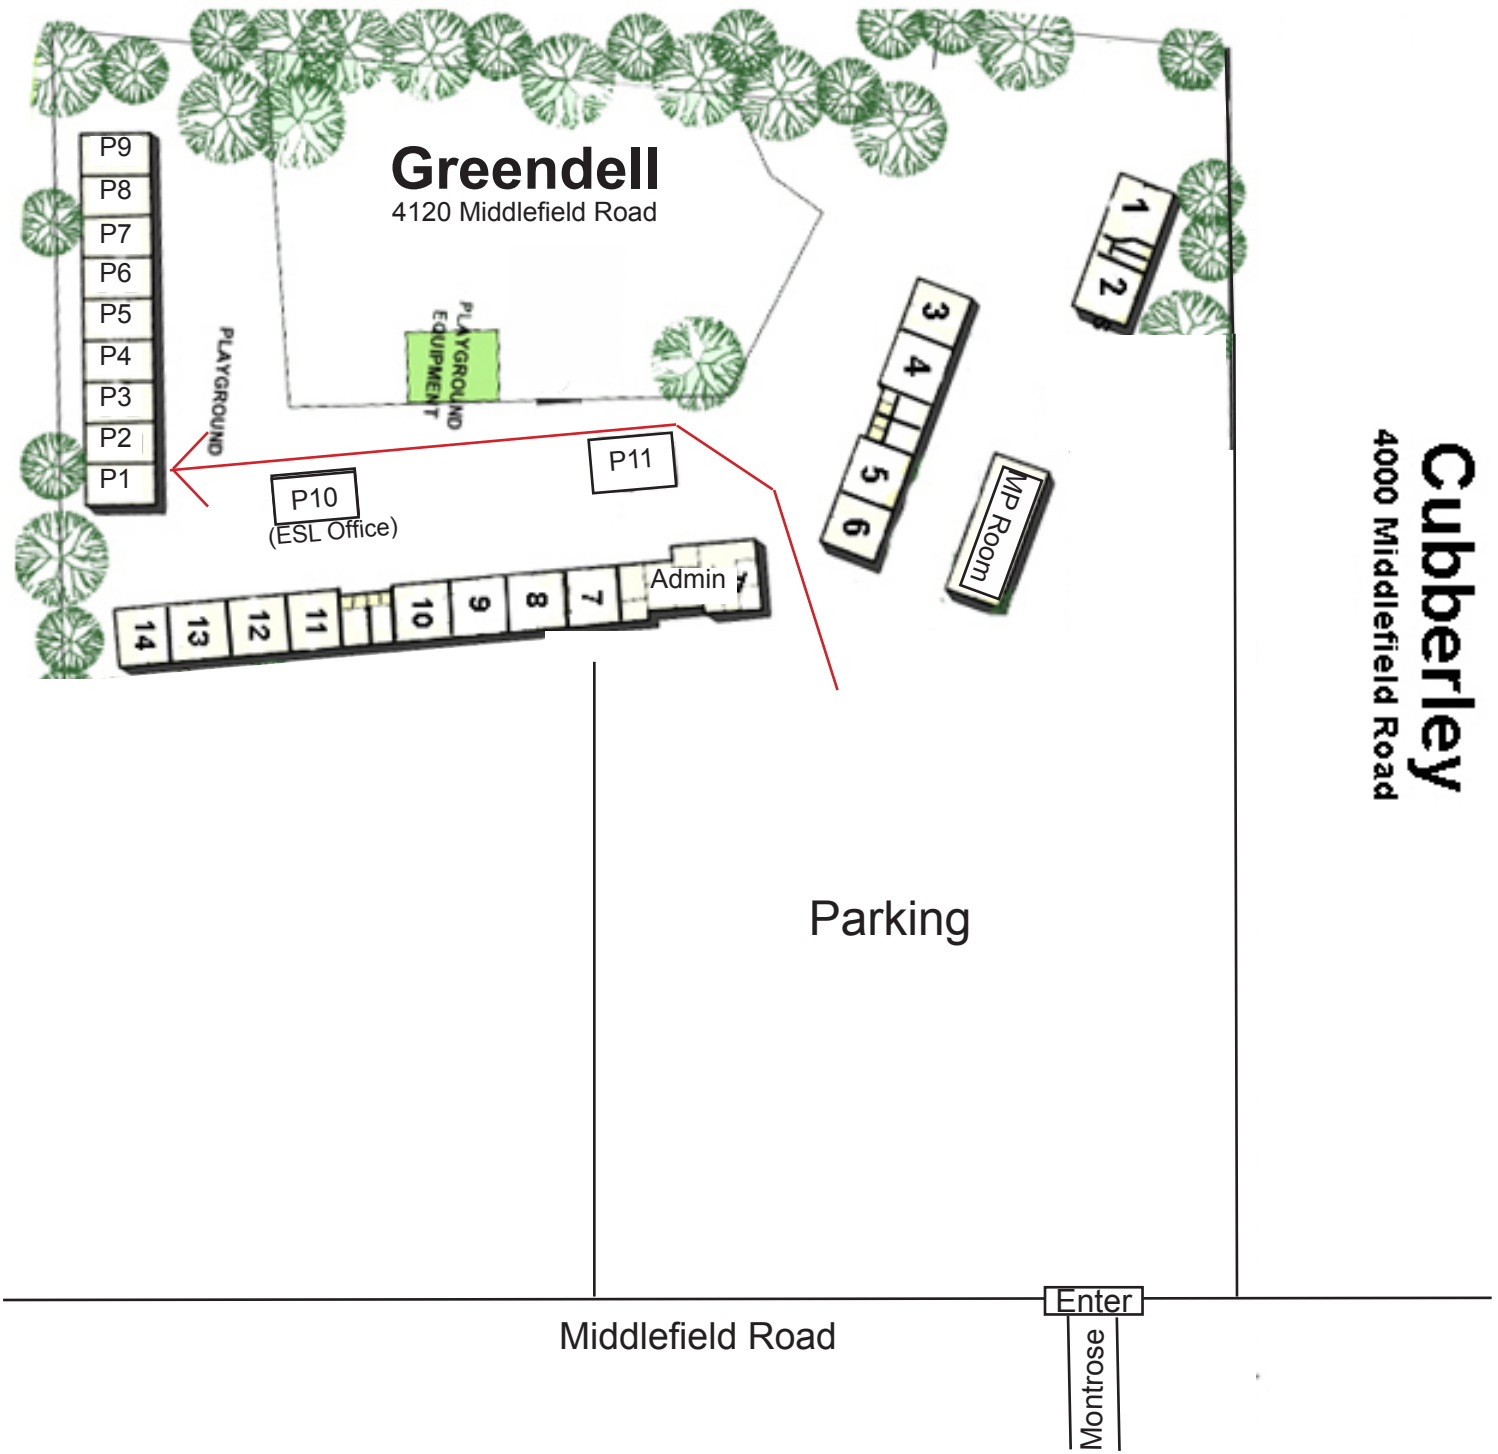 Greendell
4120 Middlefield Road
P9
P8
P7
P6
P5
P4
P3
P2
P1
PLAYGROUND
PLAYGROUND
EQUIPMENT
P10
(ESL Office)
P11
1
2
3
4
5
6
MP Room
14
13
12
11
10
9
8
7
Admin
Cubberley
4000 Middlefield Road
Parking
Enter
Middlefield Road
Montrose